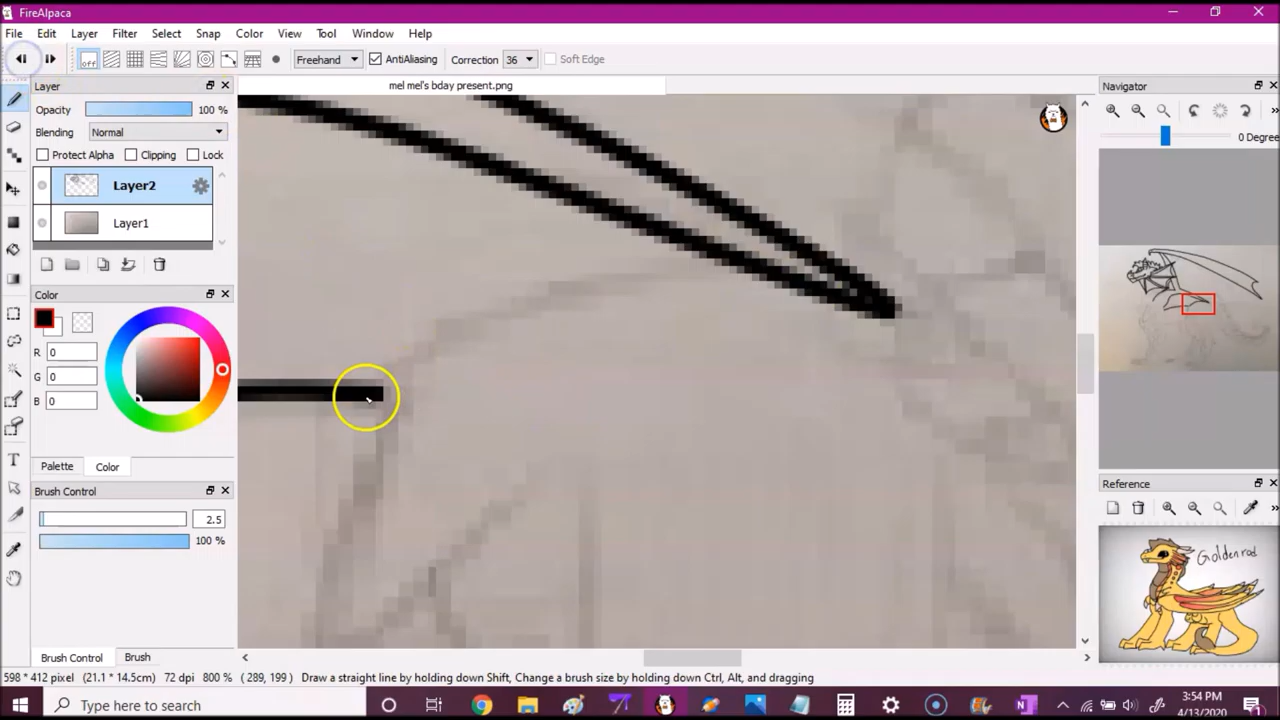 FireAlpaca
File Edit Layer Filter Select Snap Color View Tool Window Help
off Freehand AntiAliasing Correction 36 Soft Edge
Layer
mel mel's bday present.png
Navigator
Opacity 100 %
Blending Normal
0 Degree
Protect Alpha Clipping Lock
Layer2
Layer1
Color
R 0
G 0
B 0
Palette Color
Brush Control
2.5
100 %
Reference
Goldenrod
Brush Control Brush
598 * 412 pixel (21.1 * 14.5cm) 72 dpi 800 % ( 289, 199 ) Draw a straight line by holding down Shift, Change a brush size by holding down Ctrl, Alt, and dragging
Type here to search
3:54 PM
4/13/2020